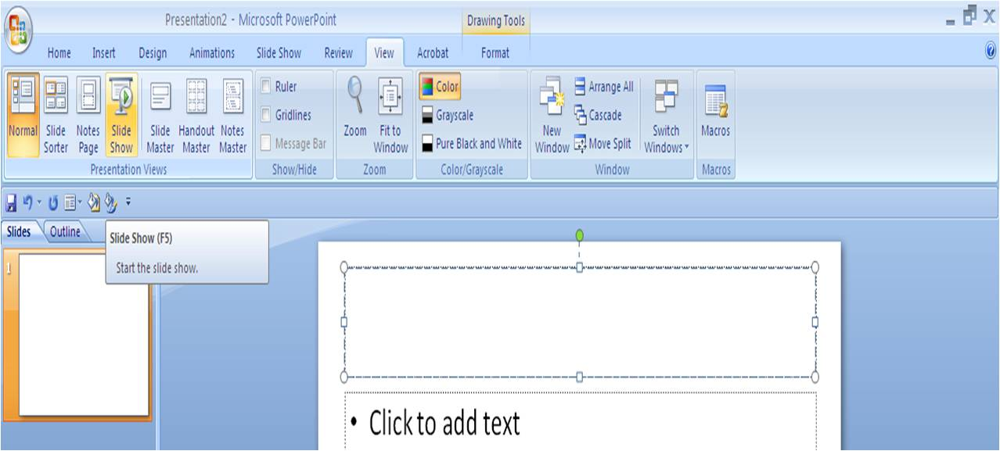 Presentation2 - Microsoft PowerPoint Drawing Tools
Home Insert Design Animations Slide Show Review View Acrobat Format
Normal
Slide Sorter
Notes Page
Slide Show
Slide Master
Handout Master
Notes Master
Presentation Views
Ruler
Gridlines
Message Bar
Show/Hide
Zoom
Fit to Window
Zoom
Color
Grayscale
Pure Black and White
Color/Grayscale
New Window
Arrange All
Cascade
Move Split
Switch Windows
Window
Macros
Macros
Slides Outline
Slide Show (F5)
Start the slide show.
1
• Click to add text